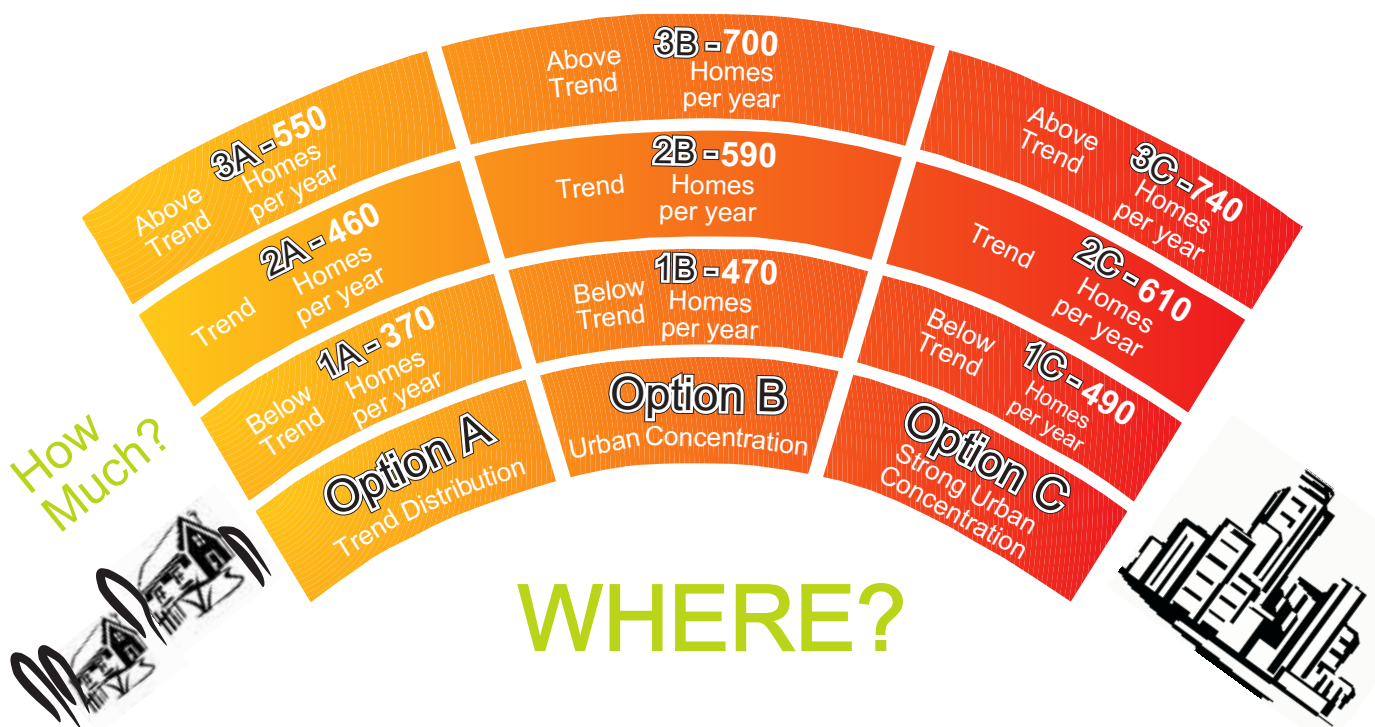 3A - 550
Above
Trend
Homes
per year
3B - 700
Above
Trend
Homes
per year
3C - 740
Above
Trend
Homes
per year
2A - 460
Trend
Homes
per year
2B - 590
Trend
Homes
per year
2C - 610
Trend
Homes
per year
1A - 370
Below
Trend
Homes
per year
1B - 470
Below
Trend
Homes
per year
1C - 490
Below
Trend
Homes
per year
Option A
Trend Distribution
Option B
Urban Concentration
Option C
Strong Urban
Concentration
How
Much?
WHERE?